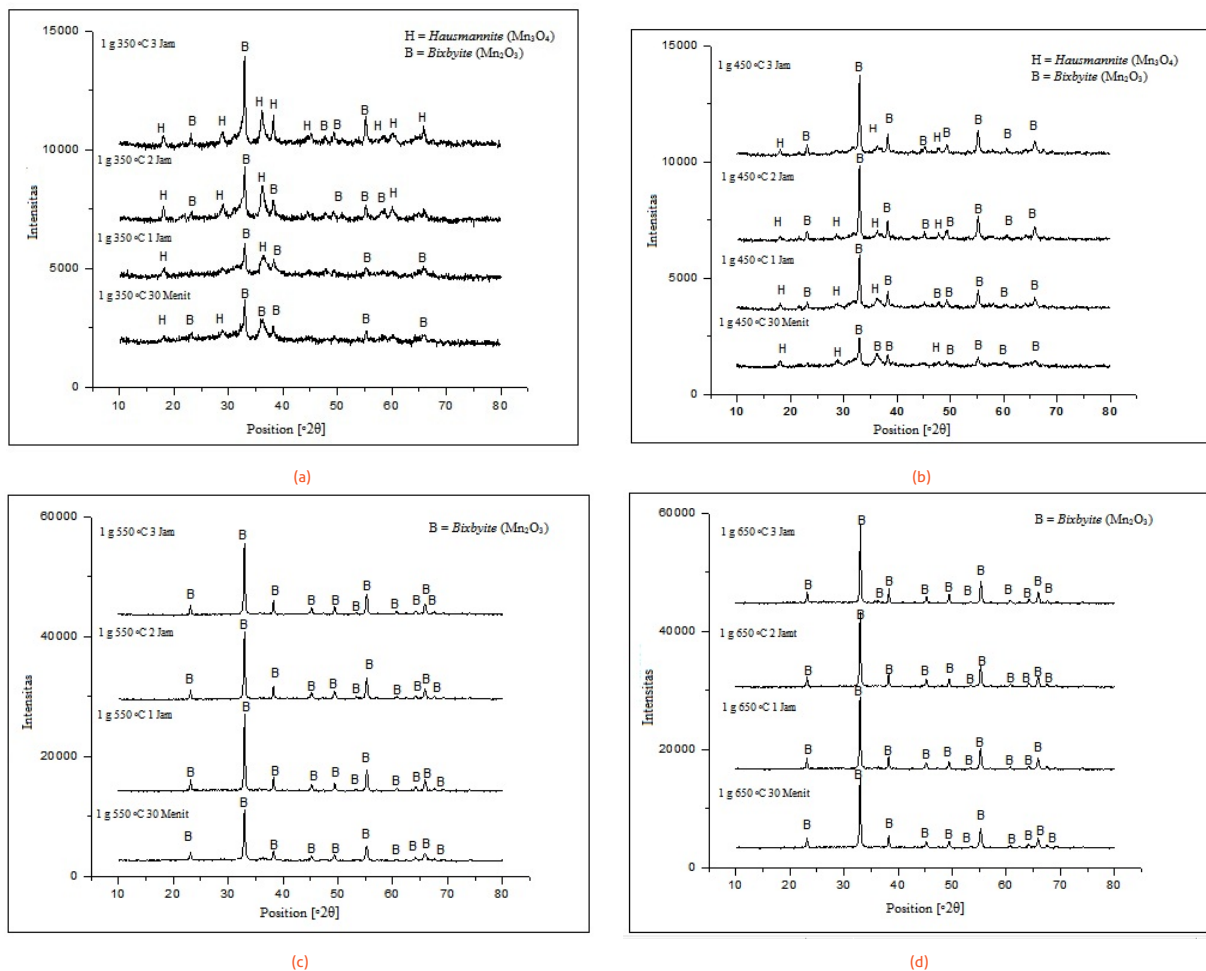 15000
1 g 350 °C 3 Jam
B
H = Hausmannite (Mn₃O₄)
B = Bixbyite (Mn₂O₃)
H B H H H H B B B H H H
10000
1 g 350 °C 2 Jam
B
H B H H B B B B H
1 g 350 °C 1 Jam
5000
H B H B B B
1 g 350 °C 30 Menit
H B H B B B B B
0
10 20 30 40 50 60 70 80
Position [°2θ]
Intensitas
(a)
15000
1 g 450 °C 3 Jam
H = Hausmannite (Mn₃O₄)
B = Bixbyite (Mn₂O₃)
H B B H B B H B B B B
10000
1 g 450 °C 2 Jam
H B H B H B B H B B B B
5000
1 g 450 °C 1 Jam
H B H B H B H B B B B
1 g 450 °C 30 Menit
H H B B B H B B B B
0
10 20 30 40 50 60 70 80
Position [°2θ]
Intensitas
(b)
60000
1 g 550 °C 3 Jam
B = Bixbyite (Mn₂O₃)
B B B B B B B B B B B
40000
1 g 550 °C 2 Jam
B B B B B B B B B B B
1 g 550 °C 1 Jam
20000
B B B B B B B B B B B
1 g 550 °C 30 Menit
B B B B B B B B B B B
0
10 20 30 40 50 60 70 80
Position [°2θ]
Intensitas
(c)
60000
1 g 650 °C 3 Jam
B = Bixbyite (Mn₂O₃)
B B B B B B B B B B B B
40000
1 g 650 °C 2 Jamt
B B B B B B B B B B B
1 g 650 °C 1 Jam
20000
B B B B B B B B B B
1 g 650 °C 30 Menit
B B B B B B B B B B B
0
10 20 30 40 50 60 70 80
Position [°2θ]
Intensitas
(d)